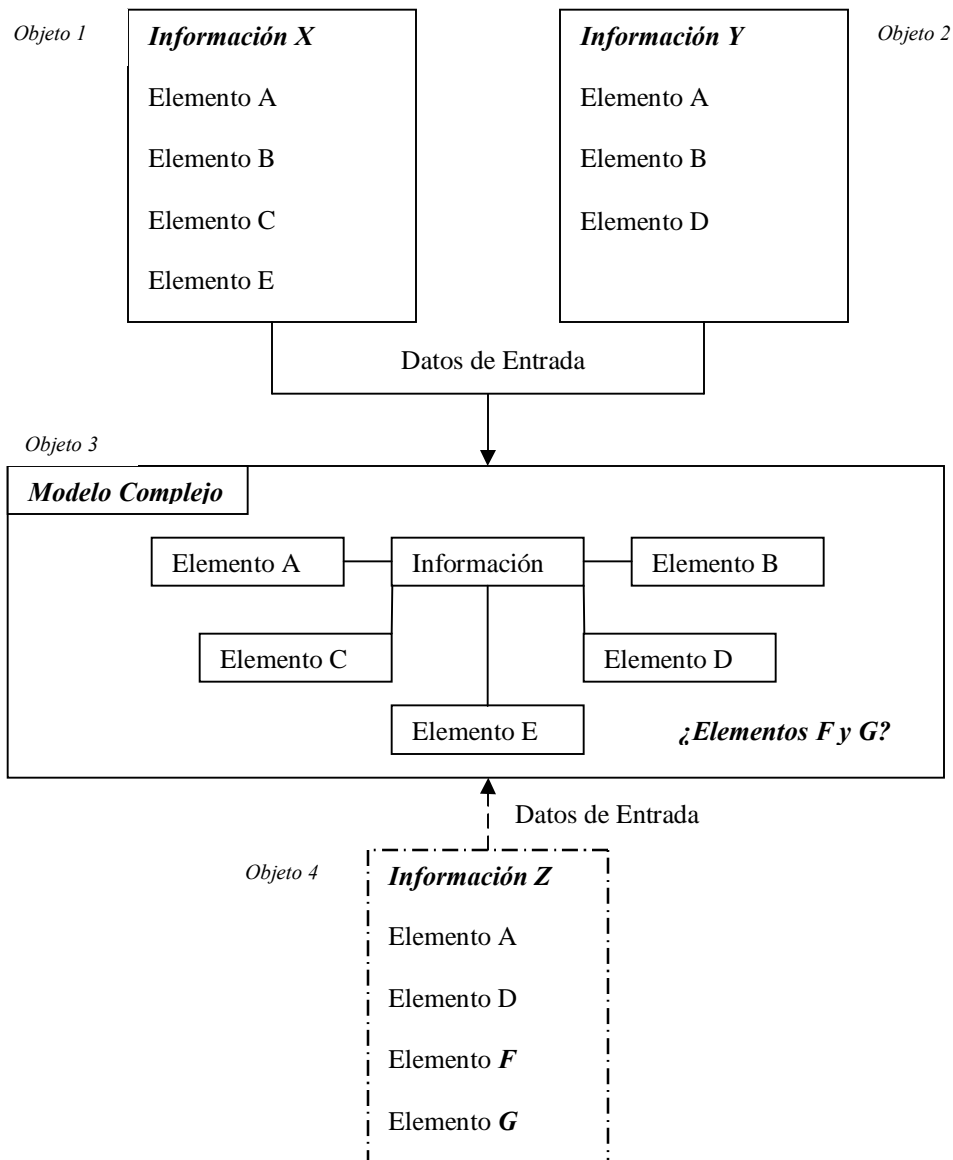 Objeto 1
Información X
Elemento A
Elemento B
Elemento C
Elemento E
Información Y
Elemento A
Elemento B
Elemento D
Objeto 2
Datos de Entrada
Objeto 3
Modelo Complejo
Elemento A
Información
Elemento B
Elemento C
Elemento D
Elemento E
¿Elementos F y G?
Datos de Entrada
Objeto 4
Información Z
Elemento A
Elemento D
Elemento F
Elemento G